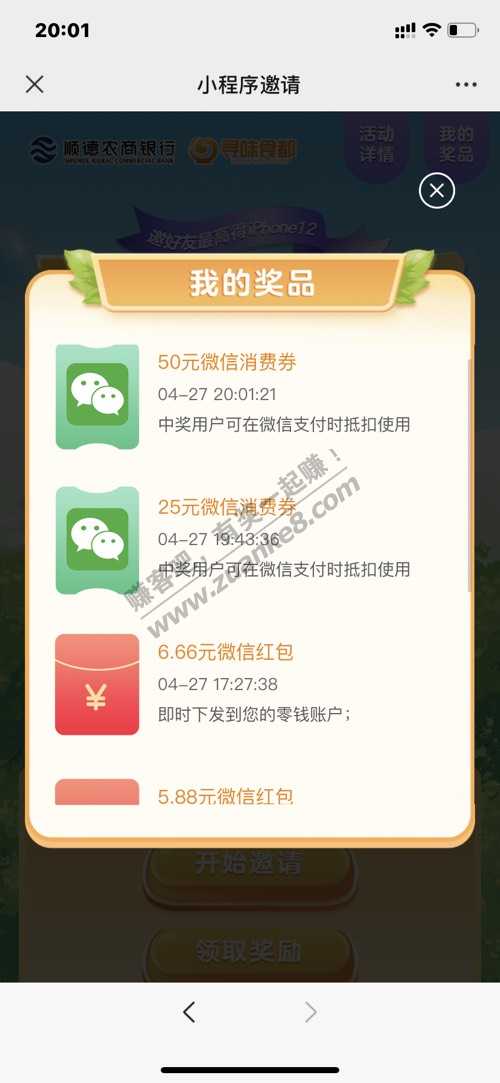 20:01
小程序邀请
顺德农商银行
SHUNDE RURAL COMMERCIAL BANK
寻味食都
活动
详情
我的
奖品
邀好友最高得iPhone12
我的奖品
50元微信消费券
04-27 20:01:21
中奖用户可在微信支付时抵扣使用
25元微信消费券
04-27 19:43:36
中奖用户可在微信支付时抵扣使用
6.66元微信红包
04-27 17:27:38
即时下发到您的零钱账户；
5.88元微信红包
赚客吧，有奖一起赚！
www.zuanke8.com
开始邀请
领取奖励